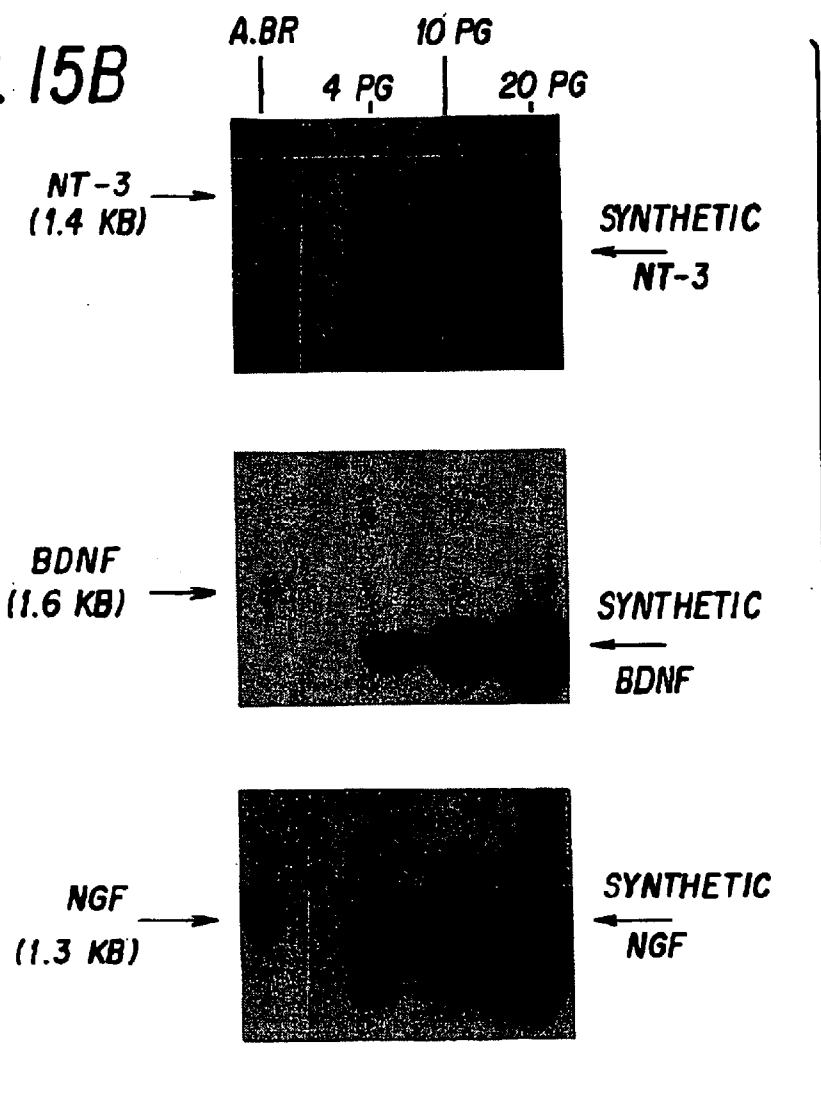 . 15B
A.BR
10 PG
4 PG
20 PG
NT-3
(1.4 KB)
SYNTHETIC
NT-3
BDNF
(1.6 KB)
SYNTHETIC
BDNF
NGF
(1.3 KB)
SYNTHETIC
NGF